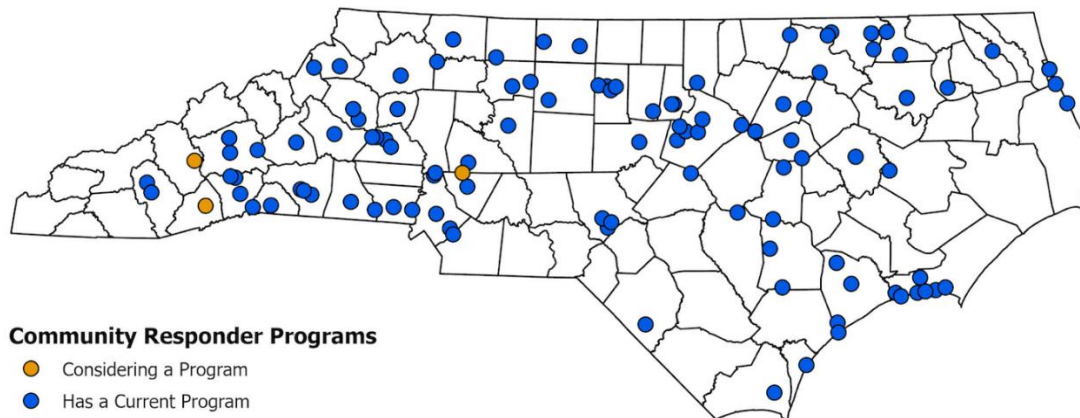 Community Responder Programs
Considering a Program
Has a Current Program